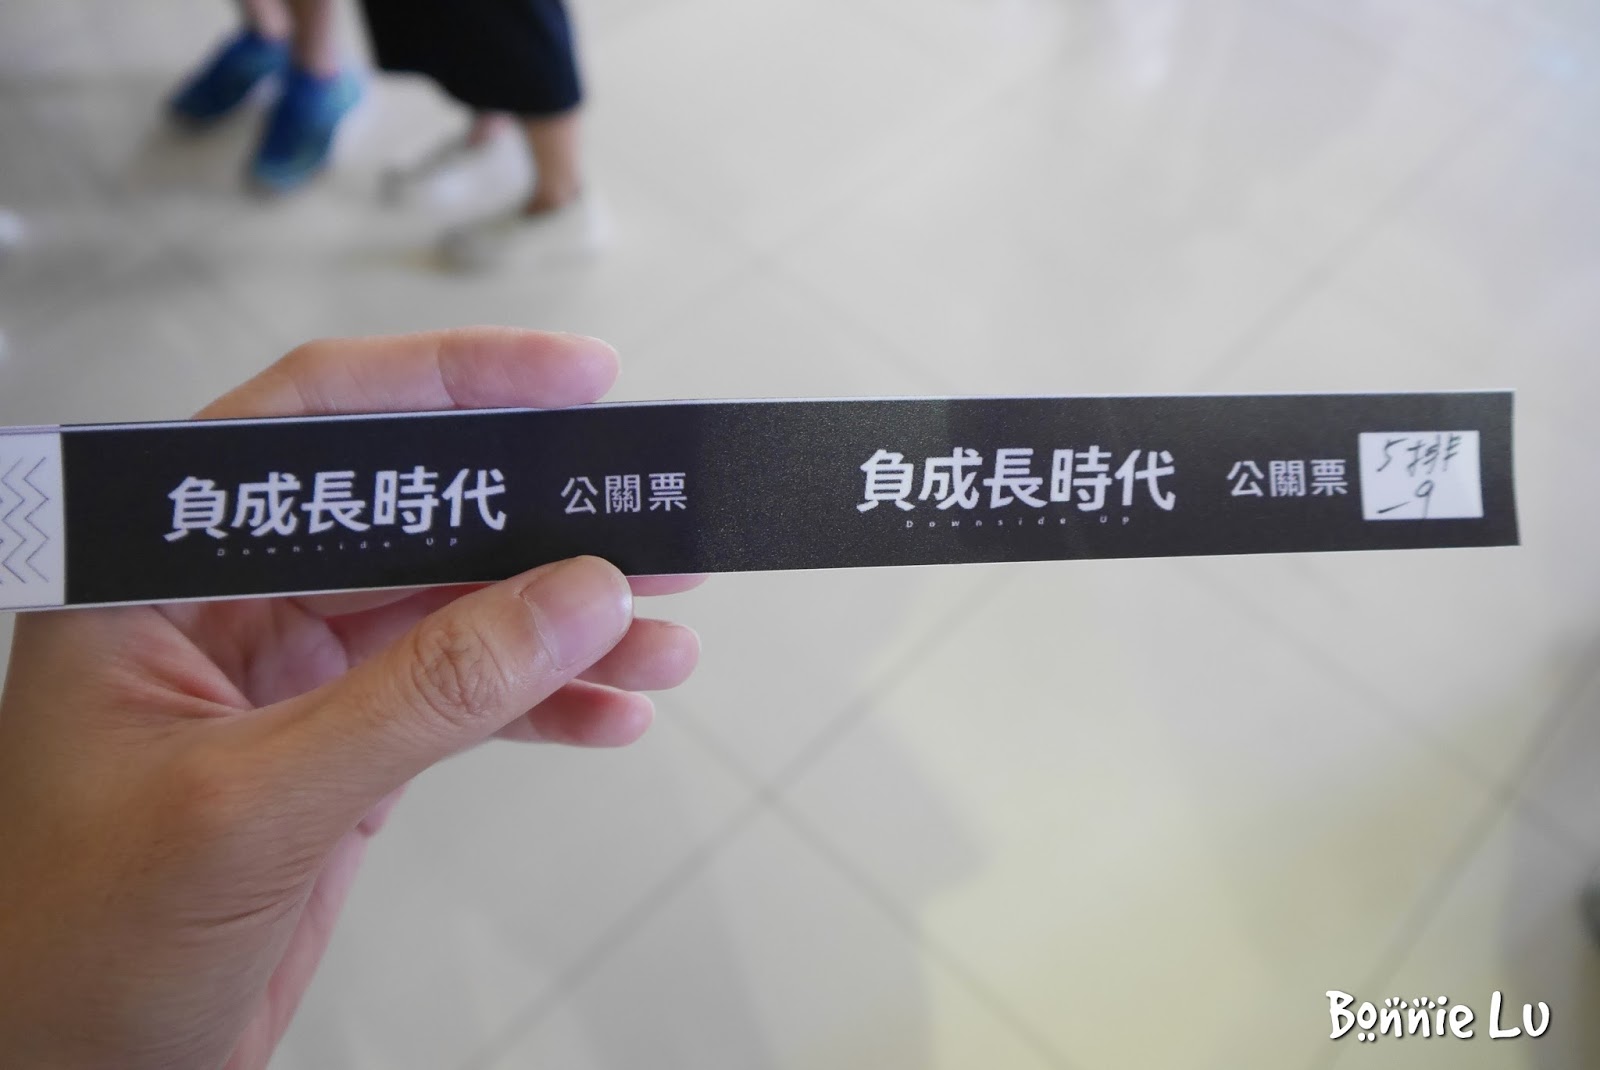 負成長時代 公關票
Downside Up
負成長時代 公關票
Downside Up
5排
-9
Bonnie Lu